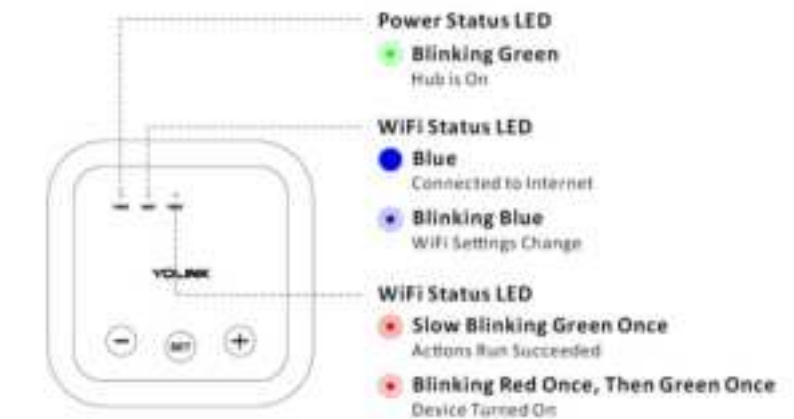 Power Status LED
Blinking Green
Hub is On
WiFi Status LED
Blue
Connected to Internet
Blinking Blue
WiFi Settings Change
YOLINK
WiFi Status LED
Slow Blinking Green Once
Actions Run Succeeded
SET
Blinking Red Once, Then Green Once
Device Turned On